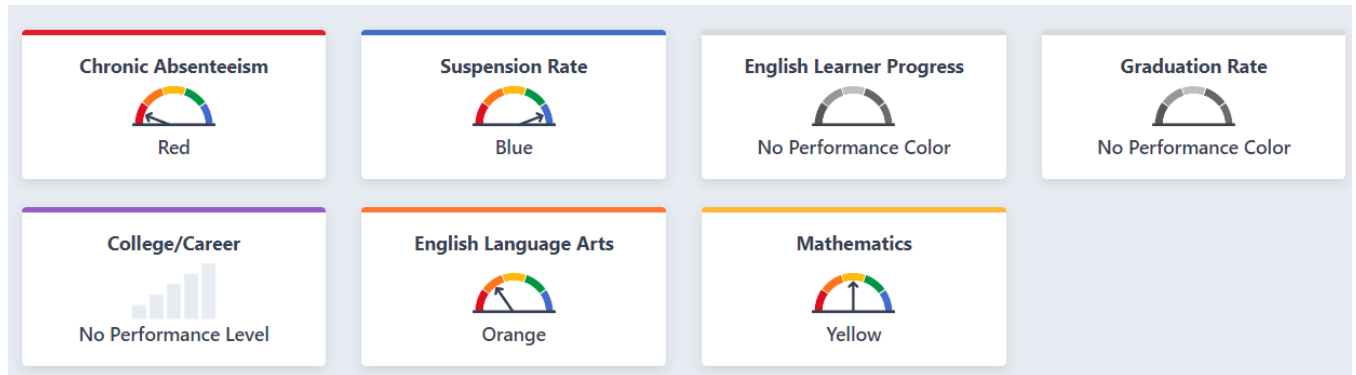 Chronic Absenteeism
Red
Suspension Rate
Blue
English Learner Progress
No Performance Color
Graduation Rate
No Performance Color
College/Career
No Performance Level
English Language Arts
Orange
Mathematics
Yellow